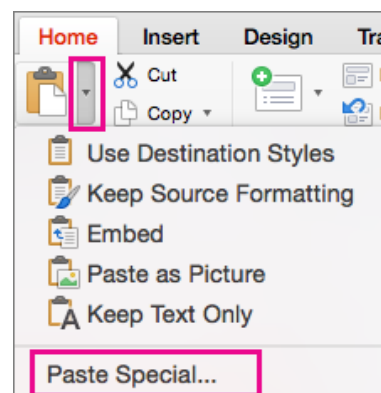 Home Insert Design
Cut
Copy
Use Destination Styles
Keep Source Formatting
Embed
Paste as Picture
Keep Text Only
Paste Special...